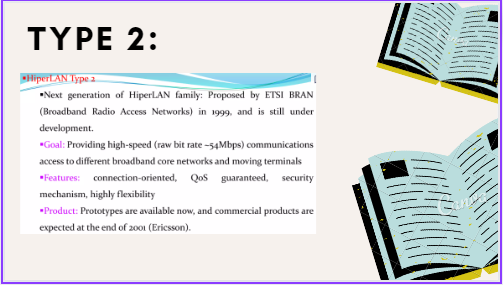 TYPE 2:
▪HiperLAN Type 2
▪Next generation of HiperLAN family: Proposed by ETSI BRAN
(Broadband Radio Access Networks) in 1999, and is still under
development.
▪Goal: Providing high-speed (raw bit rate ~54Mbps) communications
access to different broadband core networks and moving terminals
▪Features: connection-oriented, QoS guaranteed, security
mechanism, highly flexibility
▪Product: Prototypes are available now, and commercial products are
expected at the end of 2001 (Ericsson).
Canva